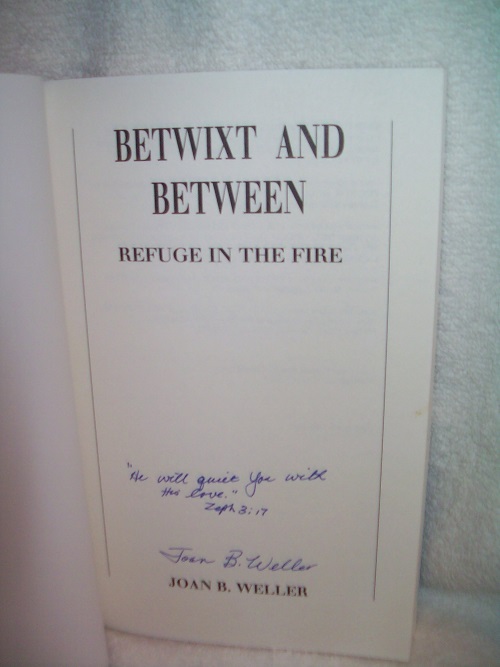 BETWIXT AND
BETWEEN
REFUGE IN THE FIRE
"He will quiet you with
His love."
Zeph 3:17
Joan B. Weller
JOAN B. WELLER